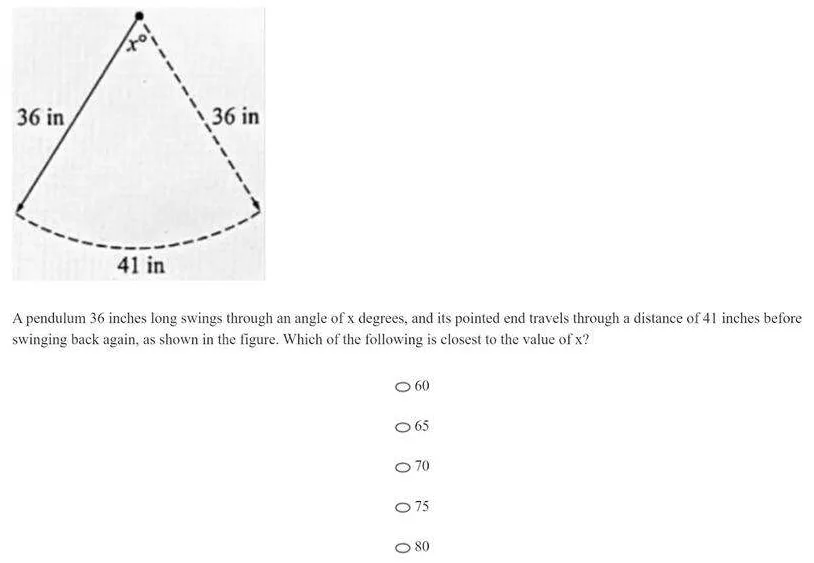 x°
36 in
36 in
41 in
A pendulum 36 inches long swings through an angle of x degrees, and its pointed end travels through a distance of 41 inches before
swinging back again, as shown in the figure. Which of the following is closest to the value of x?
60
65
70
75
80